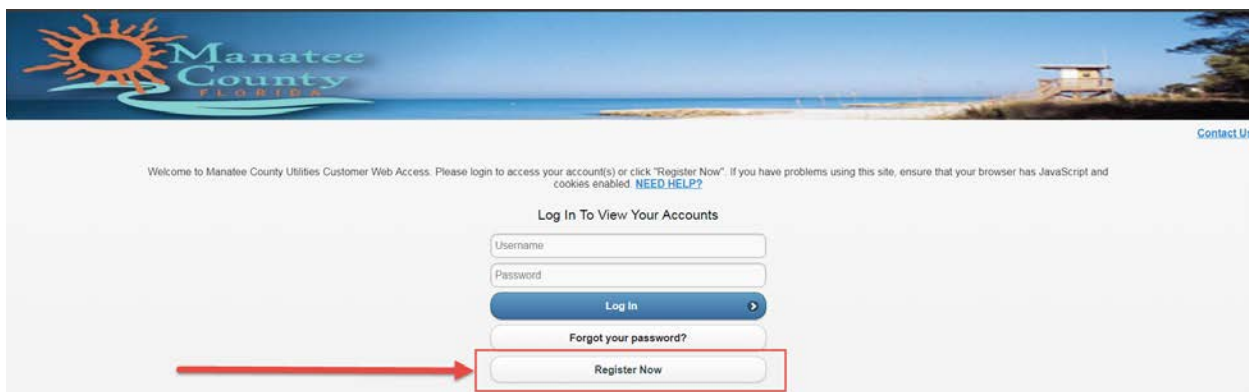 Manatee
County
FLORIDA
Contact Us
Welcome to Manatee County Utilities Customer Web Access. Please login to access your account(s) or click "Register Now". If you have problems using this site, ensure that your browser has JavaScript and
cookies enabled. NEED HELP?
Log In To View Your Accounts
Username
Password
Log In
Forgot your password?
Register Now